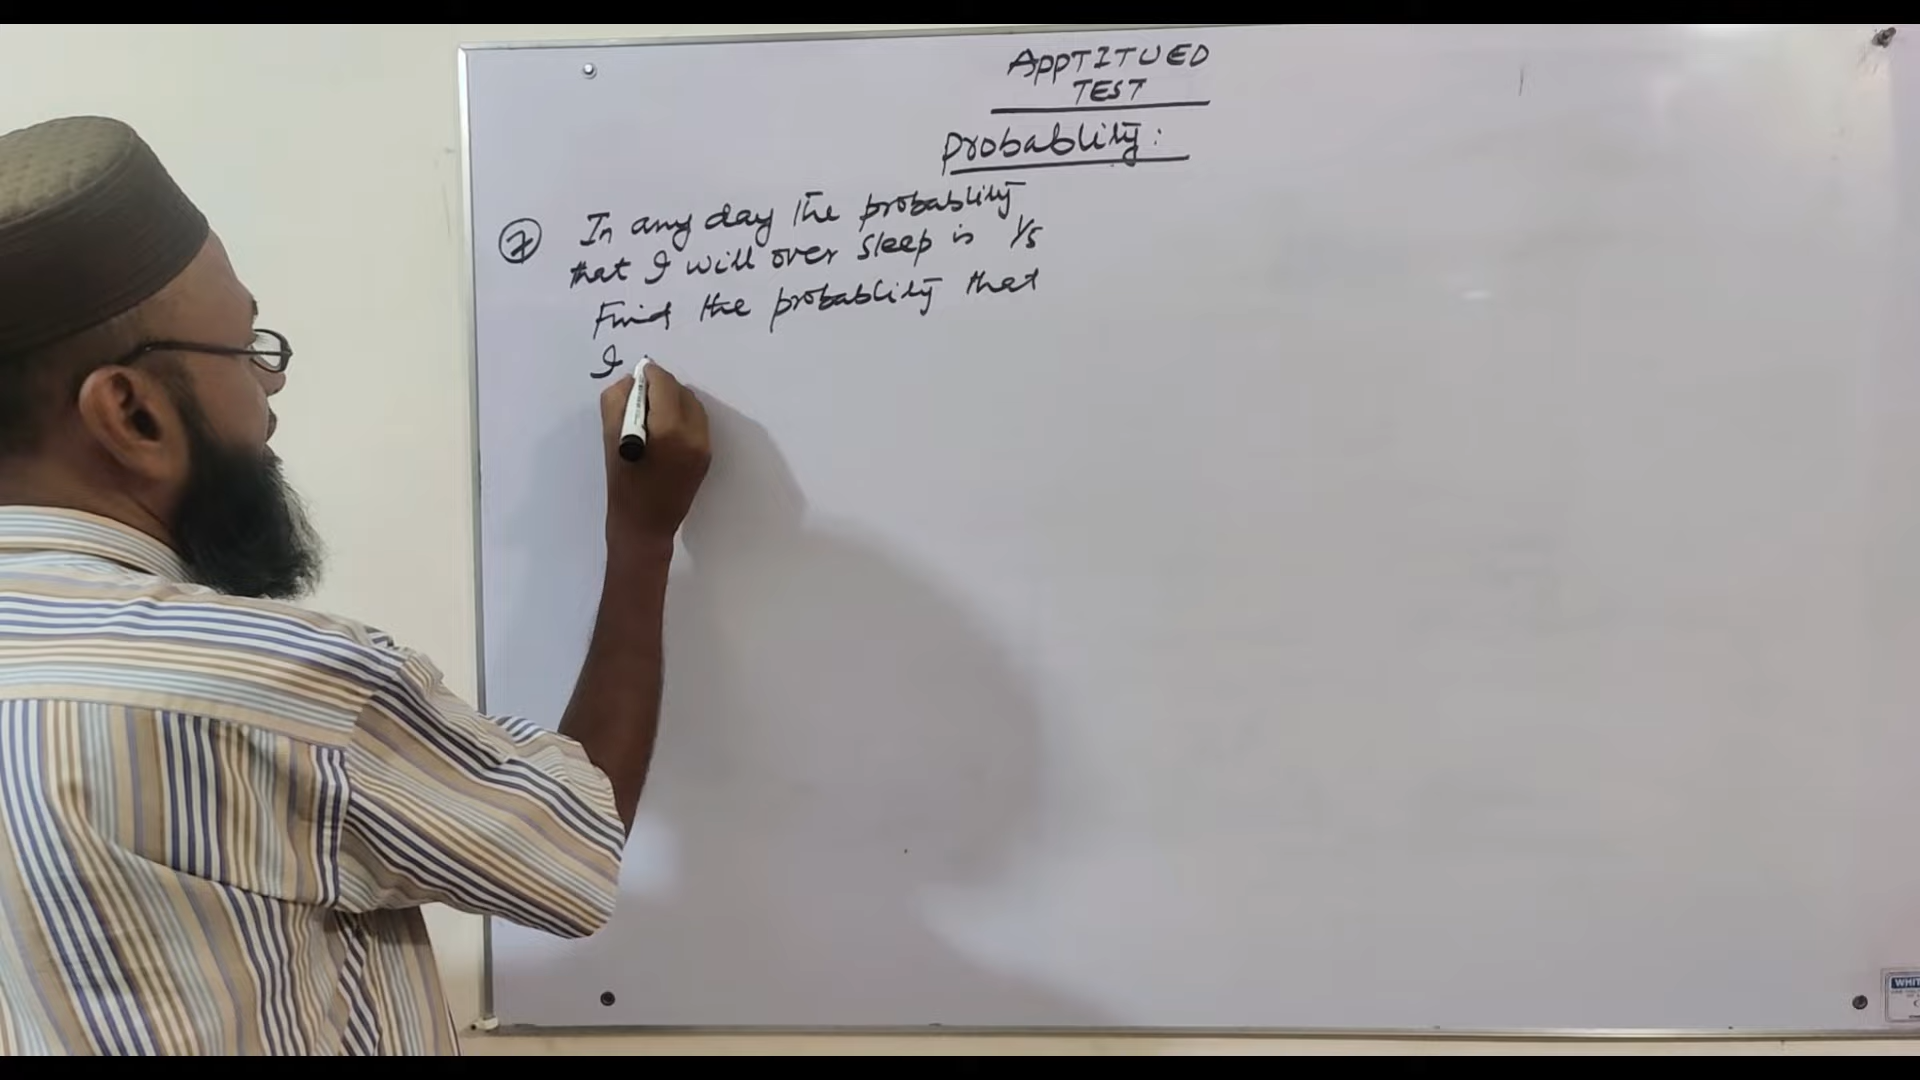 AppTITUED
TEST
Probablity:
7 In any day the probablity
that I will over sleep is 1/5
Find the probablity that
I
WHIT